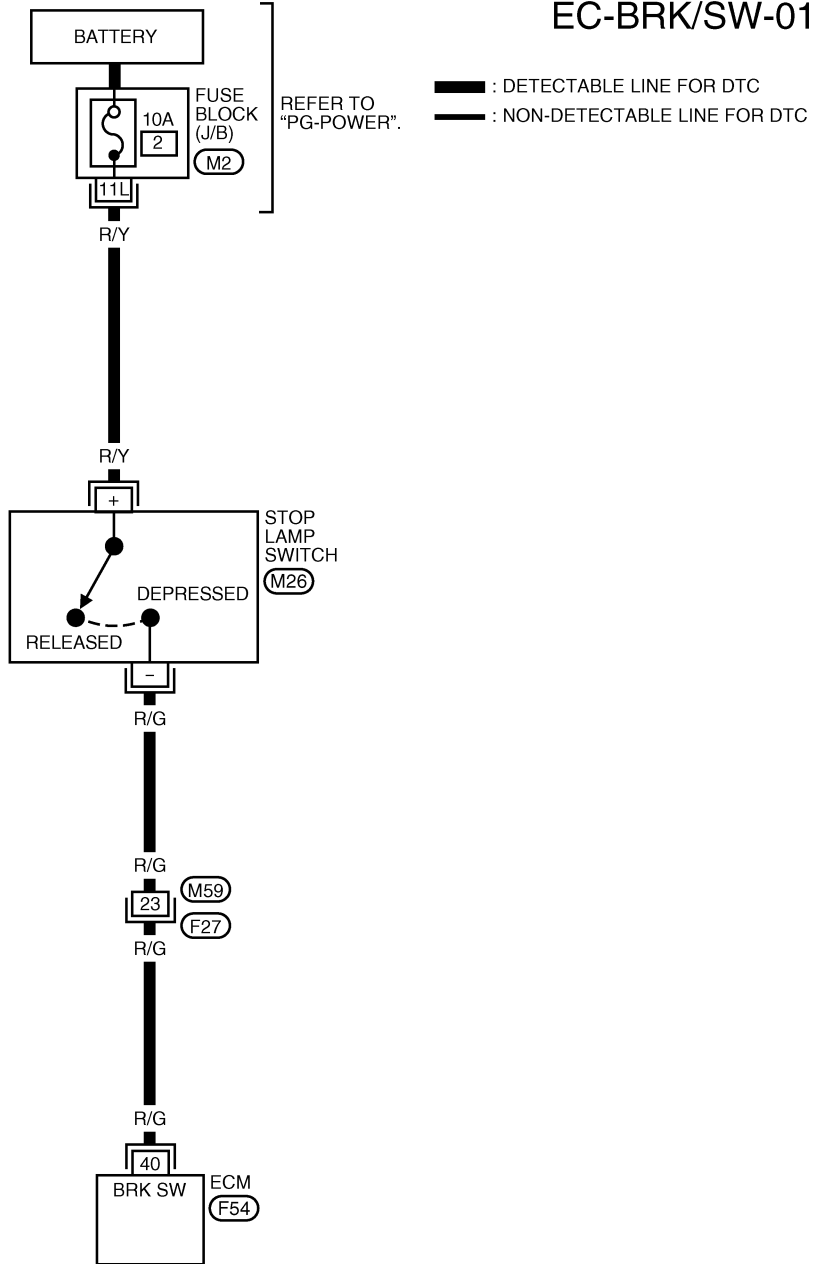 EC-BRK/SW-01
BATTERY
: DETECTABLE LINE FOR DTC
: NON-DETECTABLE LINE FOR DTC
FUSE
BLOCK
(J/B)
M2
10A
2
REFER TO
“PG-POWER”.
11L
R/Y
R/Y
+
STOP
LAMP
SWITCH
M26
DEPRESSED
RELEASED
–
R/G
R/G
M59
23
F27
R/G
R/G
40
BRK SW
ECM
F54